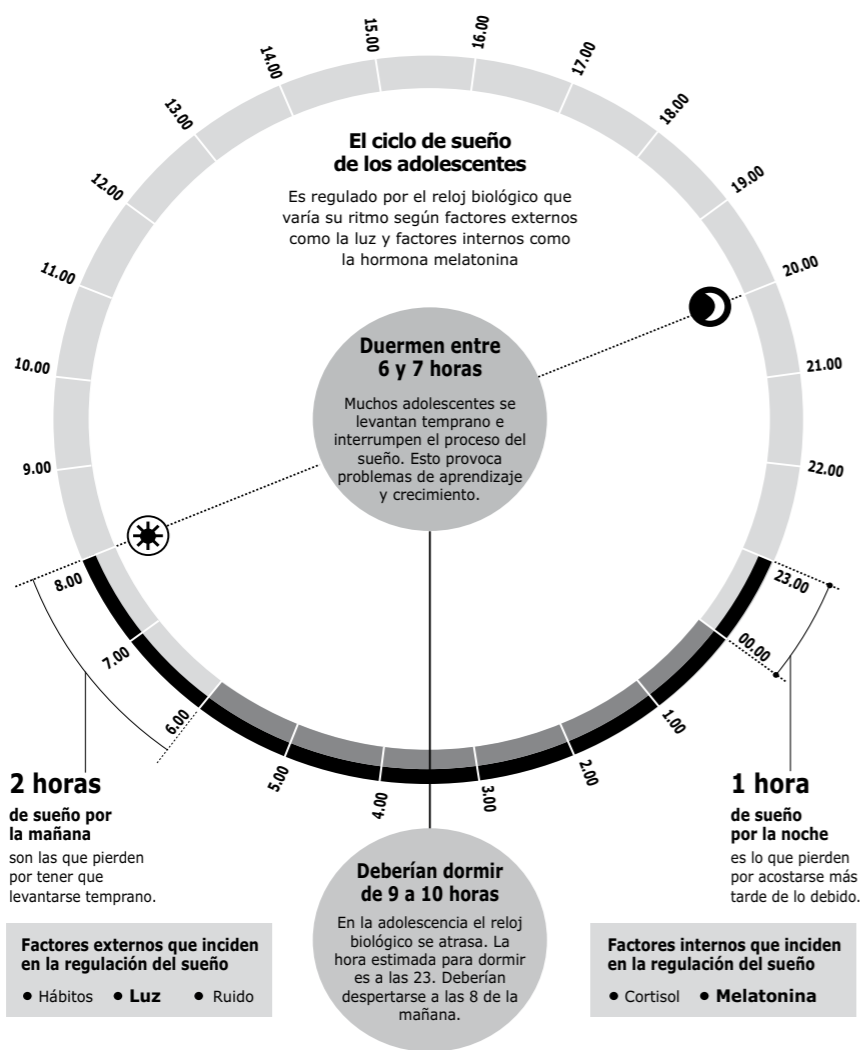 15.00
16.00
14.00
17.00
13.00
18.00
12.00
19.00
11.00
20.00
10.00
21.00
9.00
22.00
8.00
23.00
7.00
00.00
6.00
1.00
5.00
2.00
4.00
3.00
El ciclo de sueño
de los adolescentes
Es regulado por el reloj biológico que
varía su ritmo según factores externos
como la luz y factores internos como
la hormona melatonina
Duermen entre
6 y 7 horas
Muchos adolescentes se
levantan temprano e
interrumpen el proceso del
sueño. Esto provoca
problemas de aprendizaje
y crecimiento.
2 horas
de sueño por
la mañana
son las que pierden
por tener que
levantarse temprano.
1 hora
de sueño
por la noche
es lo que pierden
por acostarse más
tarde de lo debido.
Deberían dormir
de 9 a 10 horas
En la adolescencia el reloj
biológico se atrasa. La
hora estimada para dormir
es a las 23. Deberían
despertarse a las 8 de la
mañana.
Factores externos que inciden
en la regulación del sueño
● Hábitos ● Luz ● Ruido
Factores internos que inciden
en la regulación del sueño
● Cortisol ● Melatonina